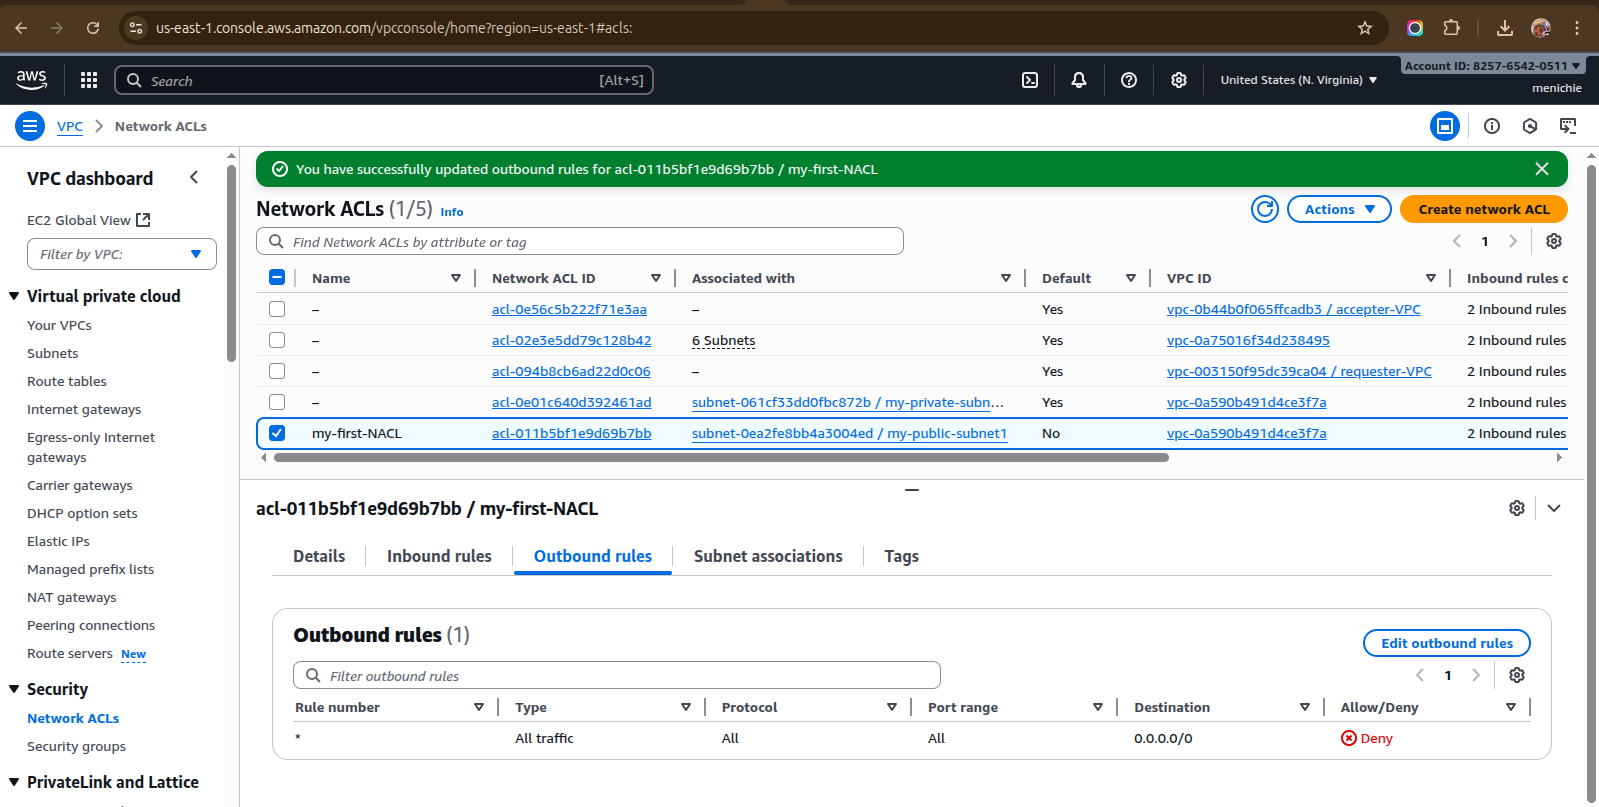 us-east-1.console.aws.amazon.com/vpcconsole/home?region=us-east-1#acls:
aws
Search
[Alt+S]
United States (N. Virginia)
Account ID: 8257-6542-0511
menichie
VPC
Network ACLs
VPC dashboard
EC2 Global View
Filter by VPC:
Virtual private cloud
Your VPCs
Subnets
Route tables
Internet gateways
Egress-only Internet
gateways
Carrier gateways
DHCP option sets
Elastic IPs
Managed prefix lists
NAT gateways
Peering connections
Route servers New
Security
Network ACLs
Security groups
PrivateLink and Lattice
You have successfully updated outbound rules for acl-011b5bf1e9d69b7bb / my-first-NACL
Network ACLs (1/5) Info
Actions
Create network ACL
Find Network ACLs by attribute or tag
1
Name Network ACL ID Associated with Default VPC ID Inbound rules c
– acl-0e56c5b222f71e3aa – Yes vpc-0b44b0f065ffcadb3 / accepter-VPC 2 Inbound rules
– acl-02e3e5dd79c128b42 6 Subnets Yes vpc-0a75016f34d238495 2 Inbound rules
– acl-094b8cb6ad22d0c06 – Yes vpc-003150f95dc39ca04 / requester-VPC 2 Inbound rules
– acl-0e01c640d392461ad subnet-061cf33dd0fbc872b / my-private-subn... Yes vpc-0a590b491d4ce3f7a 2 Inbound rules
my-first-NACL acl-011b5bf1e9d69b7bb subnet-0ea2fe8bb4a3004ed / my-public-subnet1 No vpc-0a590b491d4ce3f7a 2 Inbound rules
acl-011b5bf1e9d69b7bb / my-first-NACL
Details
Inbound rules
Outbound rules
Subnet associations
Tags
Outbound rules (1)
Edit outbound rules
Filter outbound rules
1
Rule number Type Protocol Port range Destination Allow/Deny
* All traffic All All 0.0.0.0/0 Deny